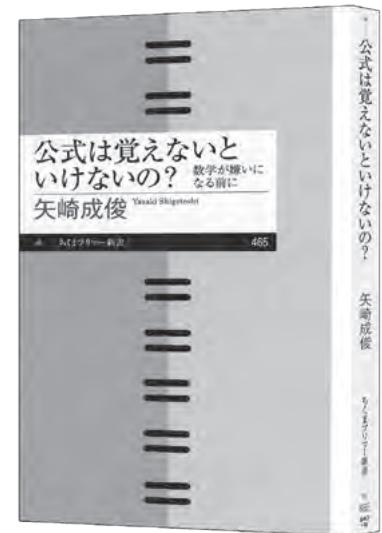 公式は覚えないと
いけないの?
数学が嫌いに
なる前に
矢崎成俊
Yazaki Shigetoshi
ちくまプリマー新書
465
公式は覚えないといけないの?
矢崎成俊
ちくまプリマー新書